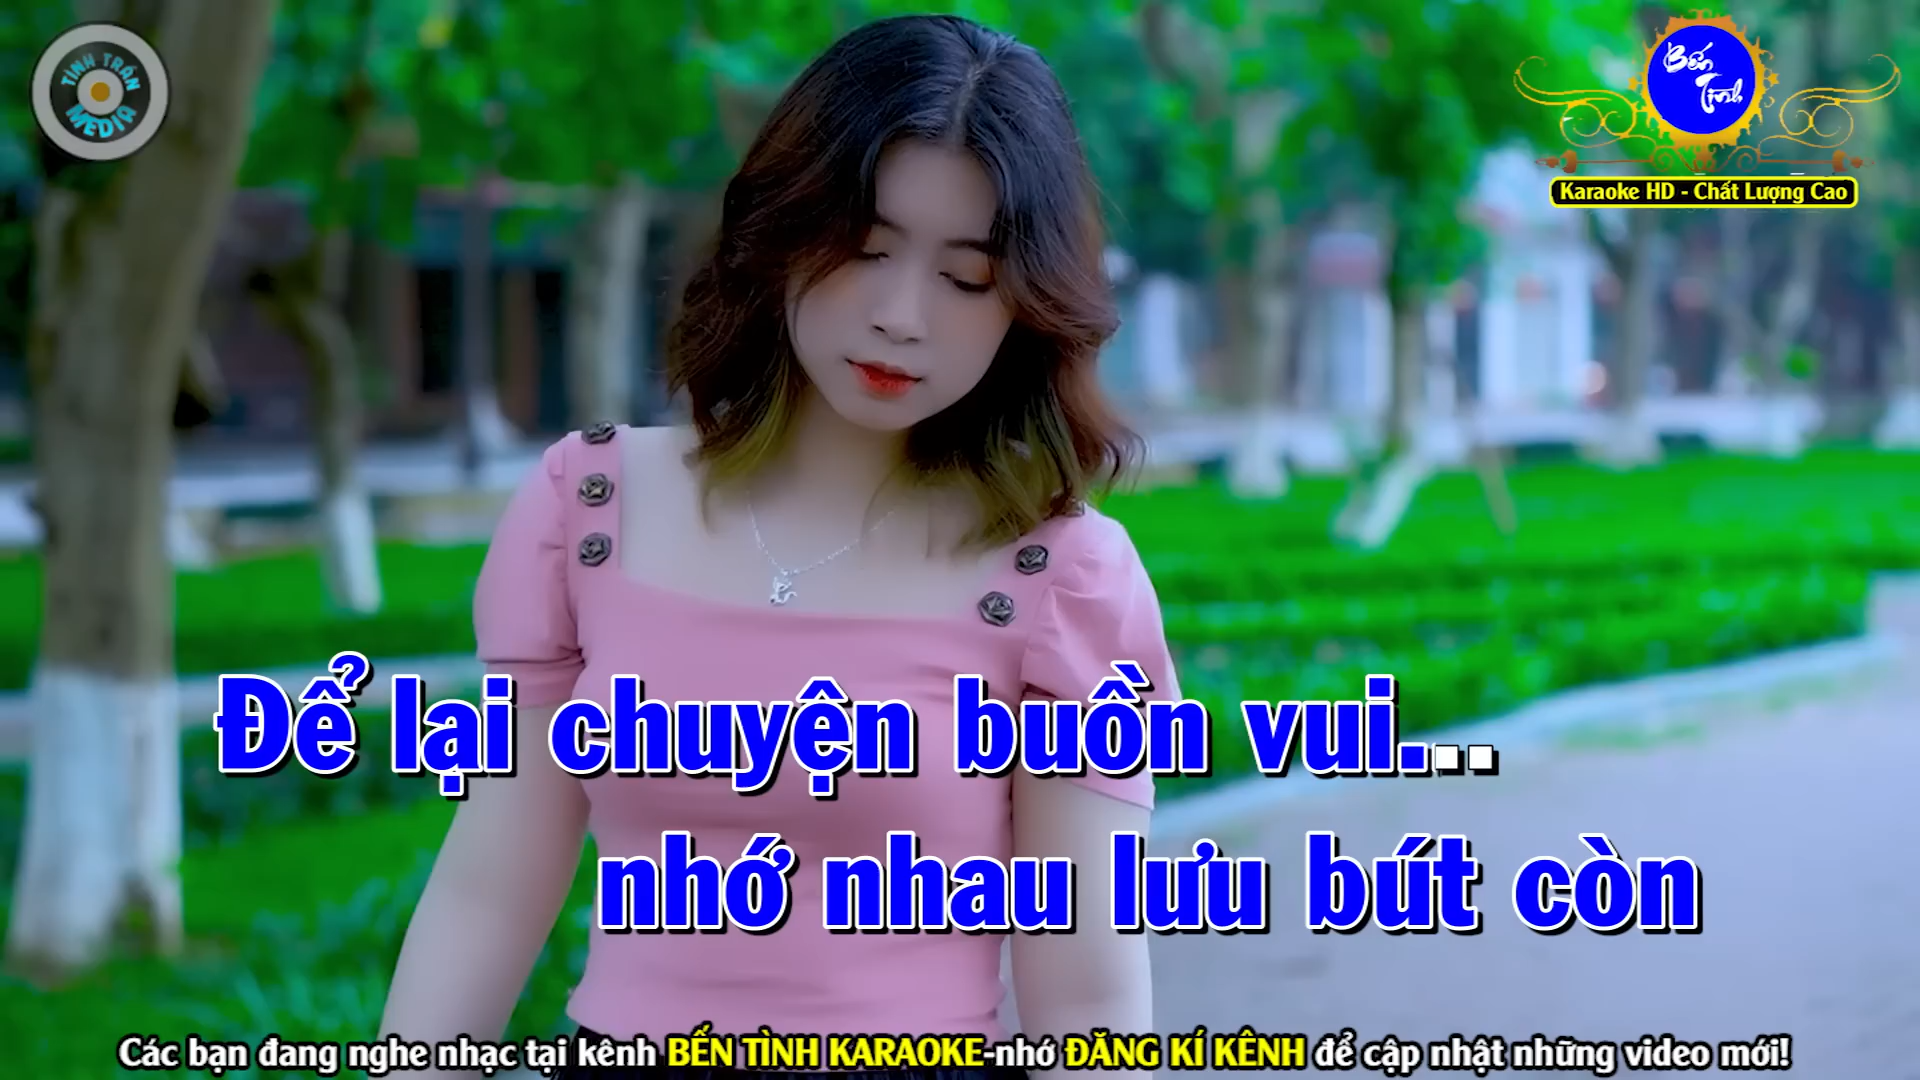 TÌNH TRẦN
MEDIA
Bến
Tình
Karaoke HD - Chất Lượng Cao
Để lại chuyện buồn vui...
nhớ nhau lưu bút còn
Các bạn đang nghe nhạc tại kênh BẾN TÌNH KARAOKE-nhớ ĐĂNG KÍ KÊNH để cập nhật những video mới!